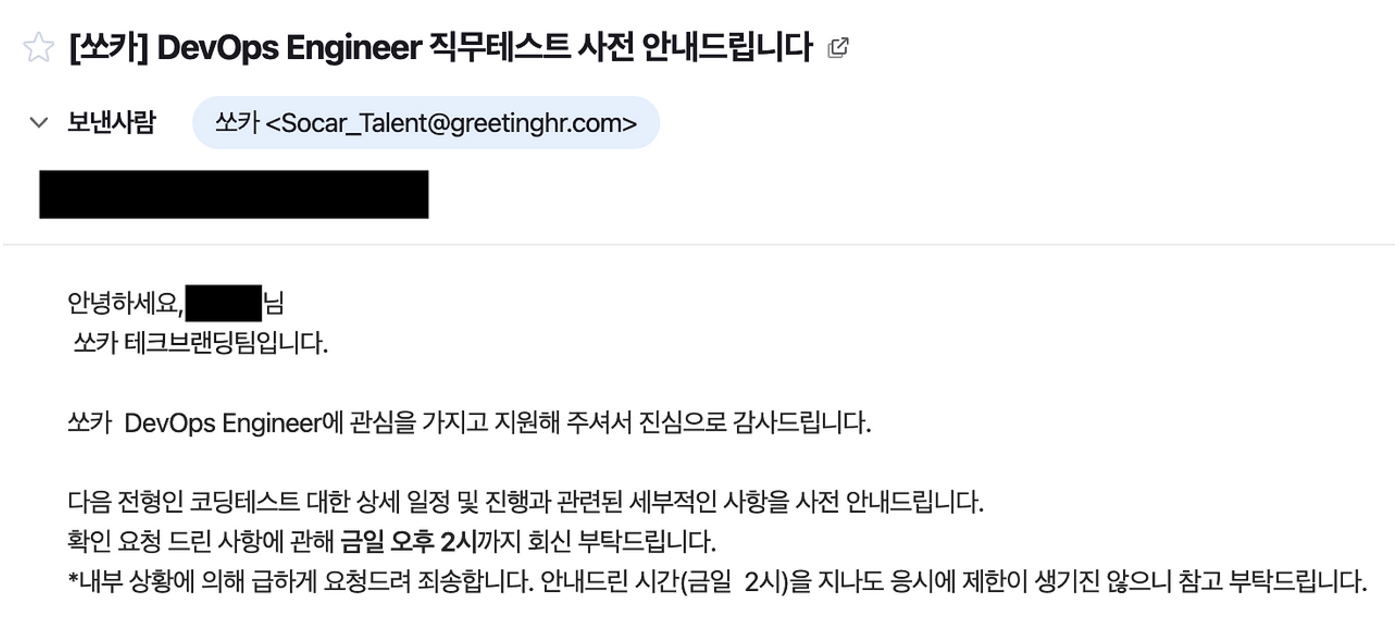 [쏘카] DevOps Engineer 직무테스트 사전 안내드립니다
보낸사람 쏘카 <Socar_Talent@greetinghr.com>
안녕하세요, 님
쏘카 테크브랜딩팀입니다.
쏘카 DevOps Engineer에 관심을 가지고 지원해 주셔서 진심으로 감사드립니다.
다음 전형인 코딩테스트 대한 상세 일정 및 진행과 관련된 세부적인 사항을 사전 안내드립니다.
확인 요청 드린 사항에 관해 금일 오후 2시까지 회신 부탁드립니다.
*내부 상황에 의해 급하게 요청드려 죄송합니다. 안내드린 시간(금일 2시)을 지나도 응시에 제한이 생기진 않으니 참고 부탁드립니다.